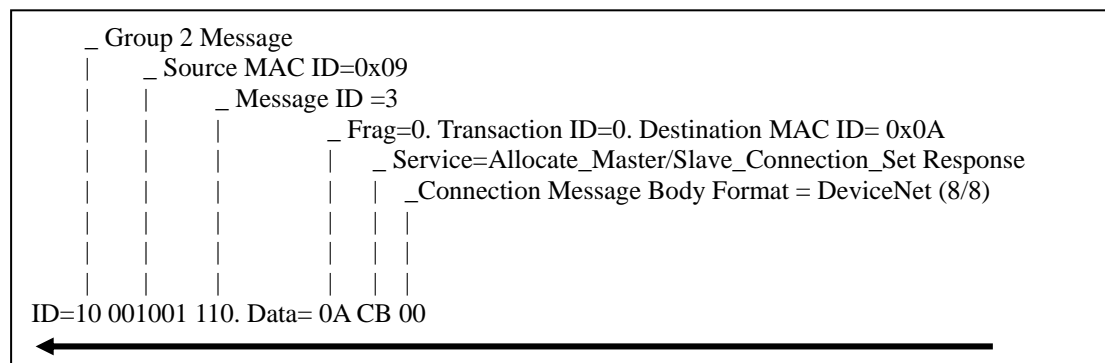 _ Group 2 Message
| _ Source MAC ID=0x09
| | _ Message ID =3
| | | _ Frag=0. Transaction ID=0. Destination MAC ID= 0x0A
| | | | _ Service=Allocate_Master/Slave_Connection_Set Response
| | | | | _Connection Message Body Format = DeviceNet (8/8)
| | | | | |
| | | | | |
| | | | | |
ID=10 001001 110. Data= 0A CB 00